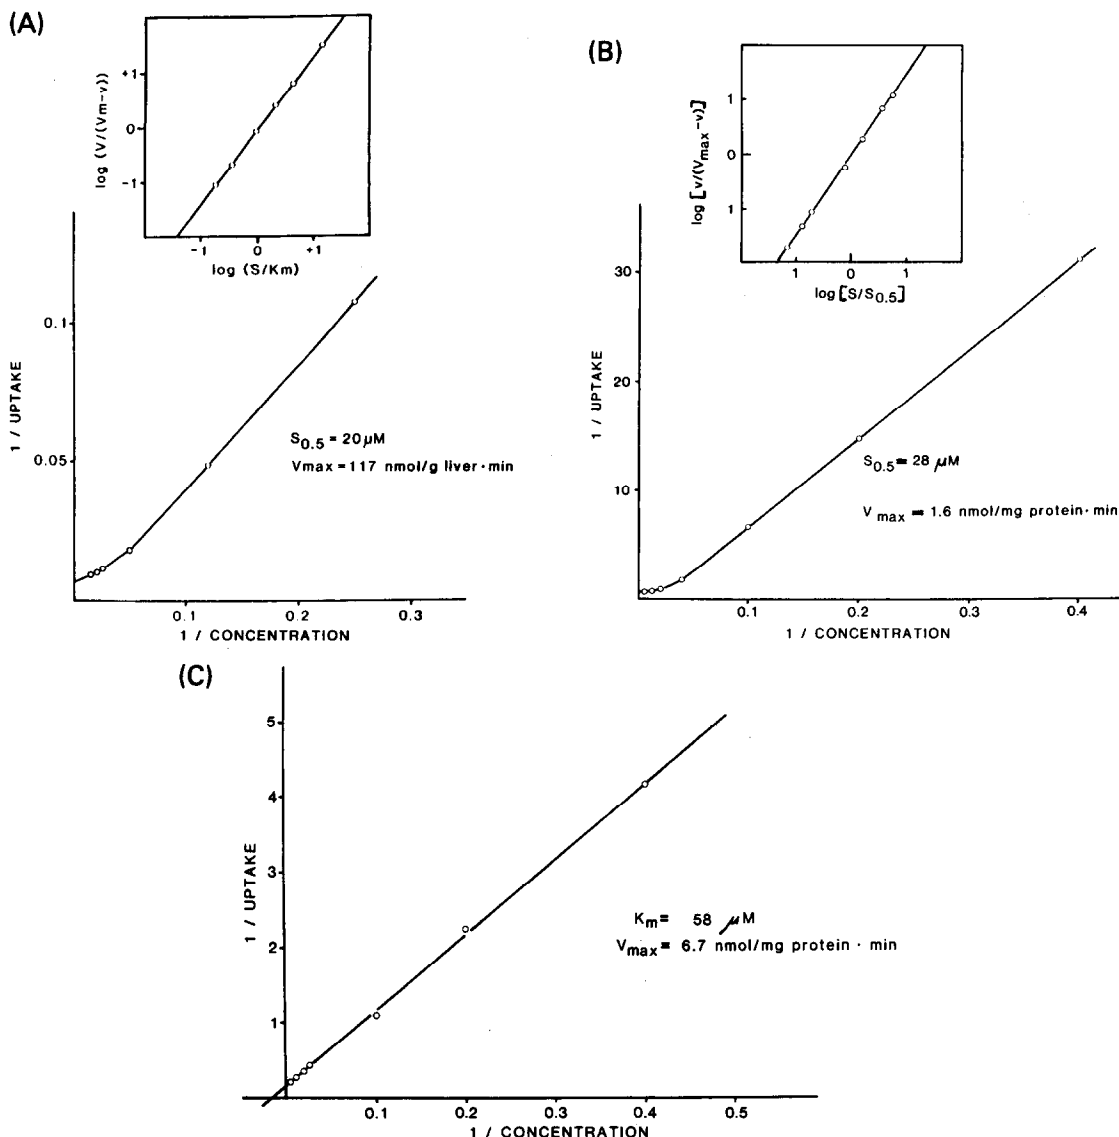 (A)
log (V/(Vm−v))
+1
0
−1
−1 0 +1
log (S/Km)
1 / UPTAKE
0.1
0.05
S0.5 = 20 μM
Vmax = 117 nmol/g liver·min
0.1 0.2 0.3
1 / CONCENTRATION
(B)
log [v/(Vmax−v)]
1
0
1
1 0 +1
log [S/S0.5]
1 / UPTAKE
30
20
10
S0.5 = 28 μM
Vmax = 1.6 nmol/mg protein·min
0.1 0.2 0.3 0.4
1 / CONCENTRATION
(C)
1 / UPTAKE
5
4
3
2
1
Km = 58 μM
Vmax = 6.7 nmol/mg protein · min
0.1 0.2 0.3 0.4 0.5
1 / CONCENTRATION